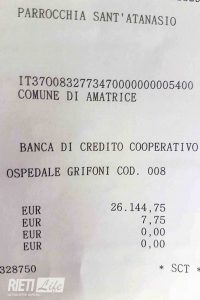 PARROCCHIA SANT'ATANASIO
IT37O0832773470000000005400
COMUNE DI AMATRICE
BANCA DI CREDITO COOPERATIVO
OSPEDALE GRIFONI COD. 008
EUR 26.144,75
EUR 7,75
EUR 0,00
EUR 0,00
328750 * SCT *
RIETI Life